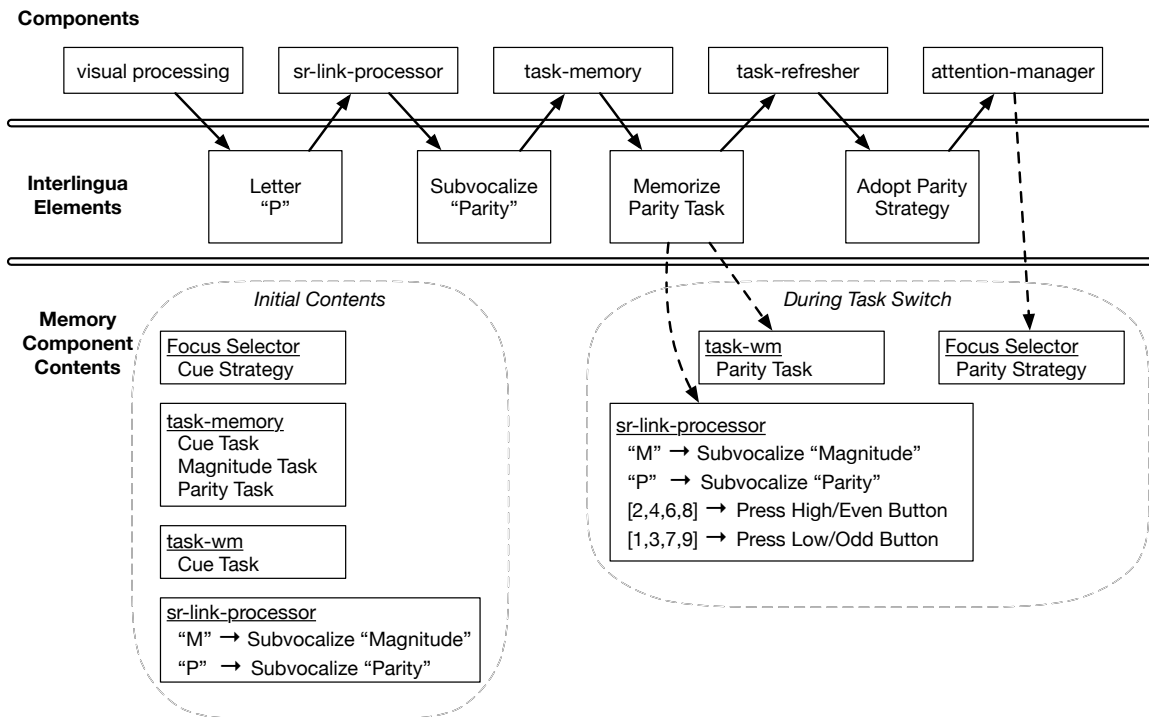 Components
visual processing
sr-link-processor
task-memory
task-refresher
attention-manager
Interlingua
Elements
Letter
“P”
Subvocalize
“Parity”
Memorize
Parity Task
Adopt Parity
Strategy
Memory
Component
Contents
Initial Contents
Focus Selector
Cue Strategy
task-memory
Cue Task
Magnitude Task
Parity Task
task-wm
Cue Task
sr-link-processor
“M” → Subvocalize “Magnitude”
“P” → Subvocalize “Parity”
During Task Switch
task-wm
Parity Task
Focus Selector
Parity Strategy
sr-link-processor
“M” → Subvocalize “Magnitude”
“P” → Subvocalize “Parity”
[2,4,6,8] → Press High/Even Button
[1,3,7,9] → Press Low/Odd Button